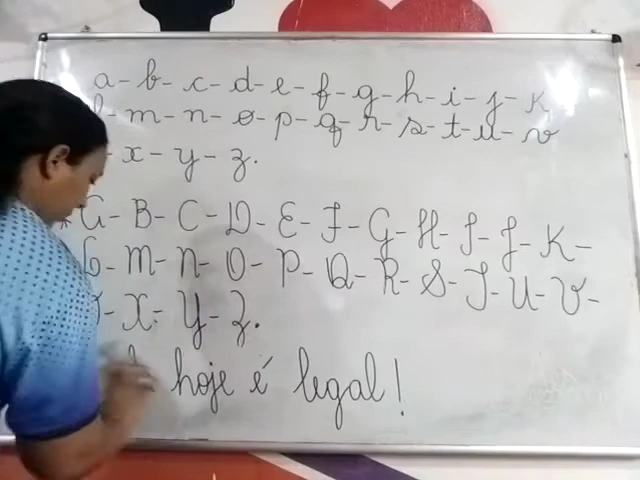 a - b - c - d - e - f - g - h - i - j - k
l - m - n - o - p - q - r - s - t - u - v
- x - y - z.
* A - B - C - D - E - F - G - H - I - J - K -
L - M - N - O - P - Q - R - S - T - U - V -
- X - Y - Z.
hoje é legal!